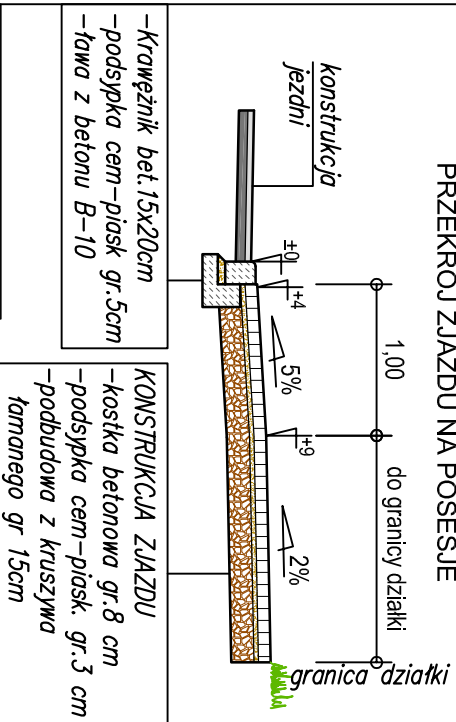 PRZEKROJ ZJAZDU NA POSESJE
konstrukcja
jezdni
1,00
do granicy działki
±0
+4
+9
5%
2%
granica działki
-Krawężnik bet.15x20cm
-podsypka cem-piask gr.5cm
-ława z betonu B-10
KONSTRUKCJA ZJAZDU
-kostka betonowa gr.8 cm
-podsypka cem-piask. gr.3 cm
-podbudowa z kruszywa
łamanego gr 15cm